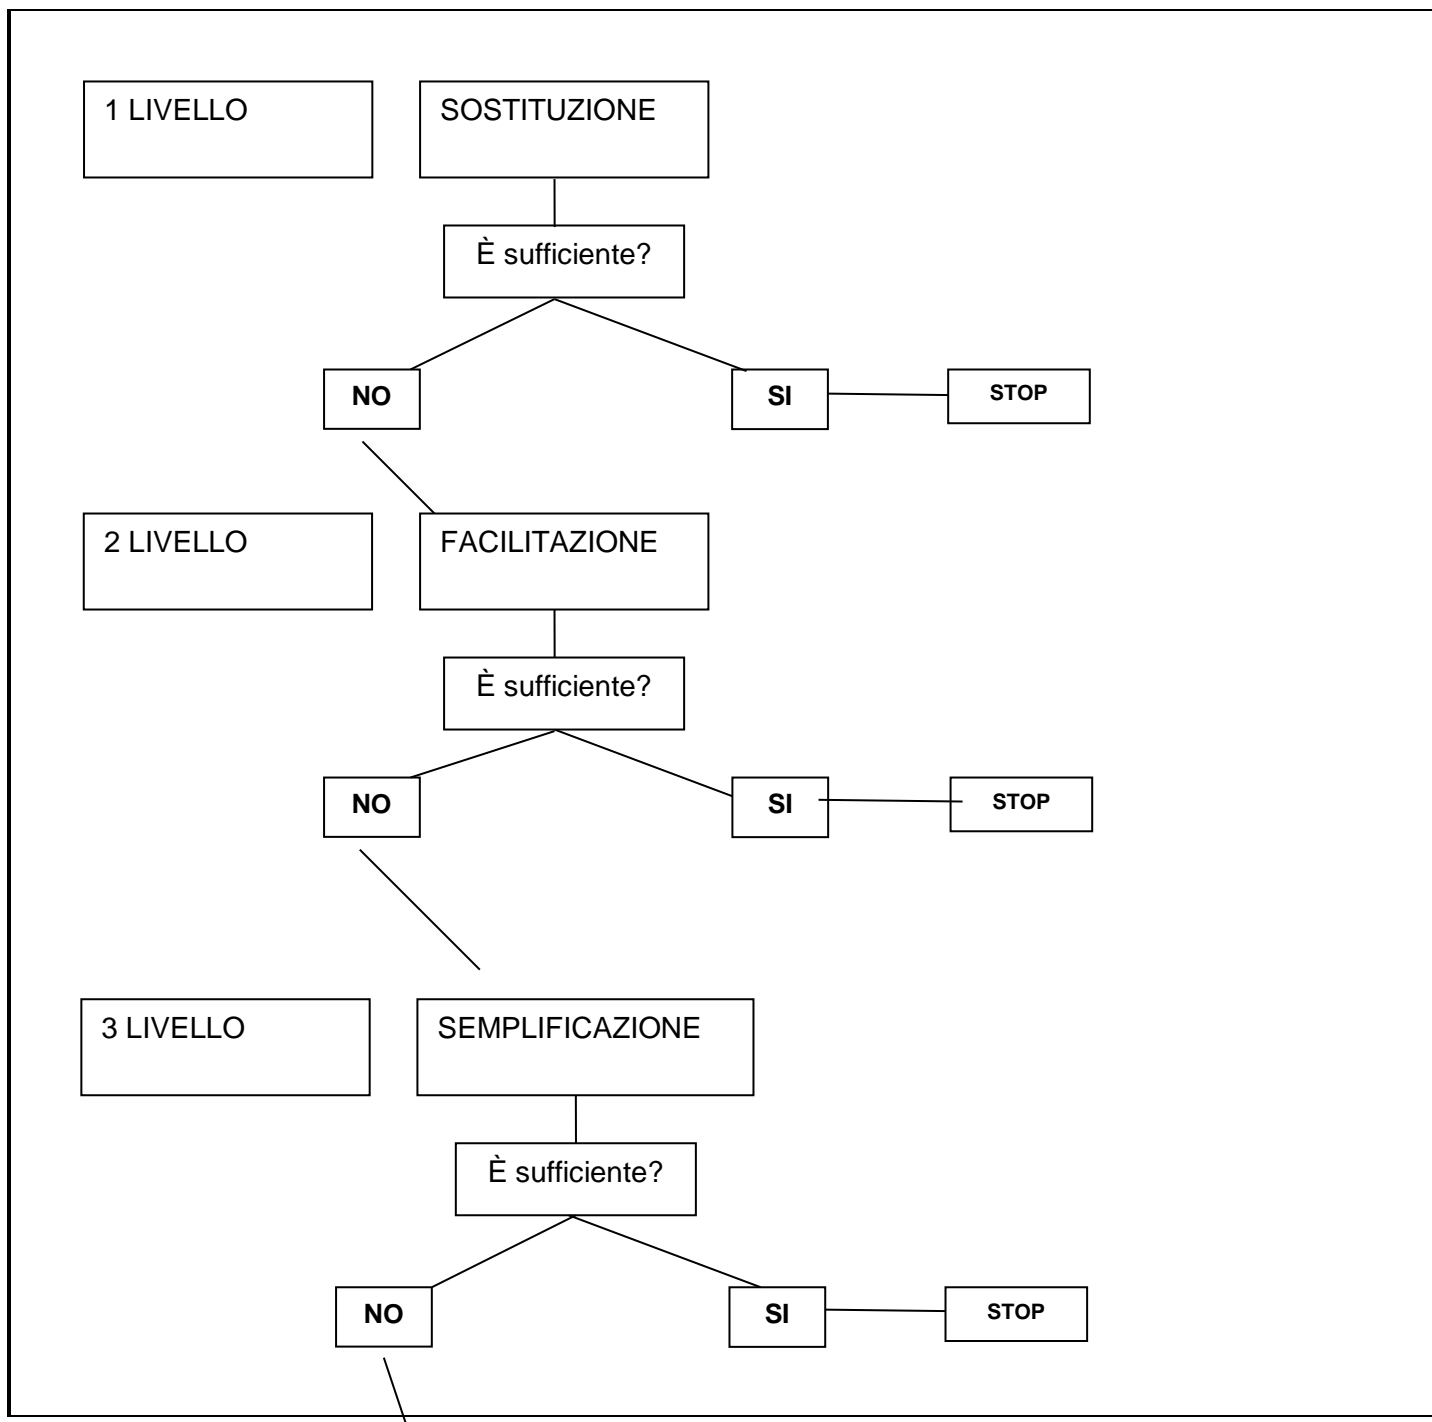 1 LIVELLO
SOSTITUZIONE
È sufficiente?
NO
SI
STOP
2 LIVELLO
FACILITAZIONE
È sufficiente?
NO
SI
STOP
3 LIVELLO
SEMPLIFICAZIONE
È sufficiente?
NO
SI
STOP